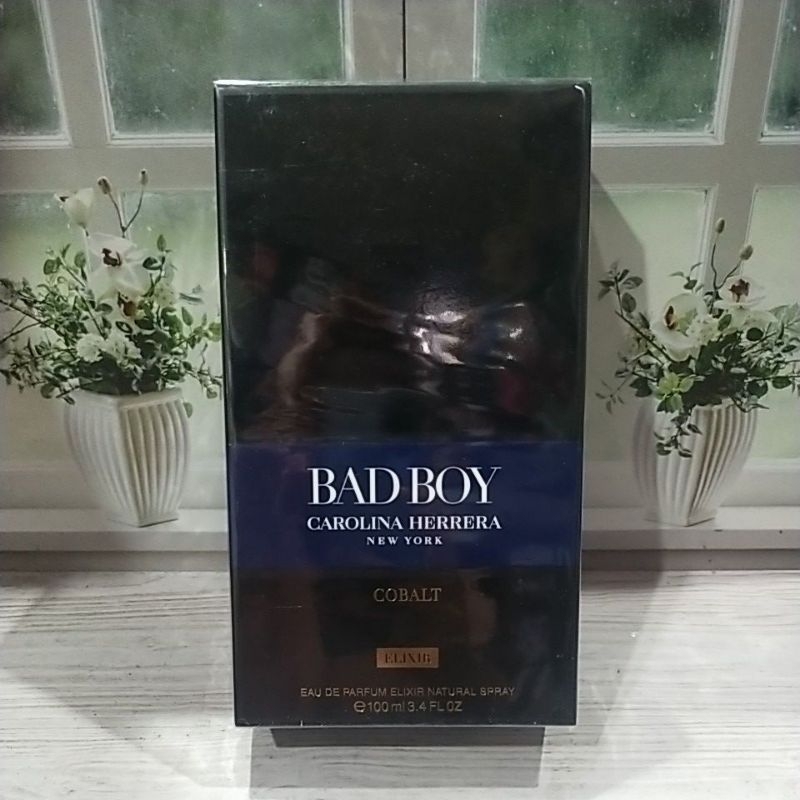 BAD BOY
CAROLINA HERRERA
NEW YORK
COBALT
ELIXIR
EAU DE PARFUM ELIXIR NATURAL SPRAY
℮100 ml 3.4 FL OZ